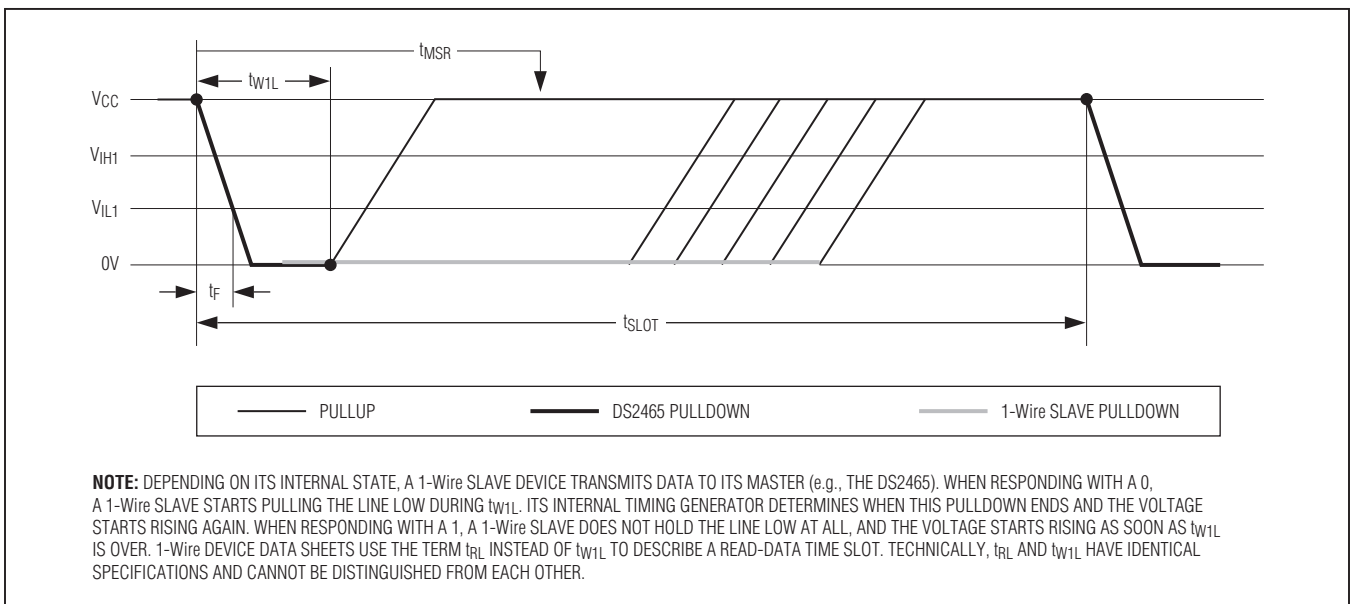 tMSR
tW1L
VCC
VIH1
VIL1
0V
tF
tSLOT
PULLUP
DS2465 PULLDOWN
1-Wire SLAVE PULLDOWN
NOTE: DEPENDING ON ITS INTERNAL STATE, A 1-Wire SLAVE DEVICE TRANSMITS DATA TO ITS MASTER (e.g., THE DS2465). WHEN RESPONDING WITH A 0,
A 1-Wire SLAVE STARTS PULLING THE LINE LOW DURING tW1L. ITS INTERNAL TIMING GENERATOR DETERMINES WHEN THIS PULLDOWN ENDS AND THE VOLTAGE
STARTS RISING AGAIN. WHEN RESPONDING WITH A 1, A 1-Wire SLAVE DOES NOT HOLD THE LINE LOW AT ALL, AND THE VOLTAGE STARTS RISING AS SOON AS tW1L
IS OVER. 1-Wire DEVICE DATA SHEETS USE THE TERM tRL INSTEAD OF tW1L TO DESCRIBE A READ-DATA TIME SLOT. TECHNICALLY, tRL AND tW1L HAVE IDENTICAL
SPECIFICATIONS AND CANNOT BE DISTINGUISHED FROM EACH OTHER.